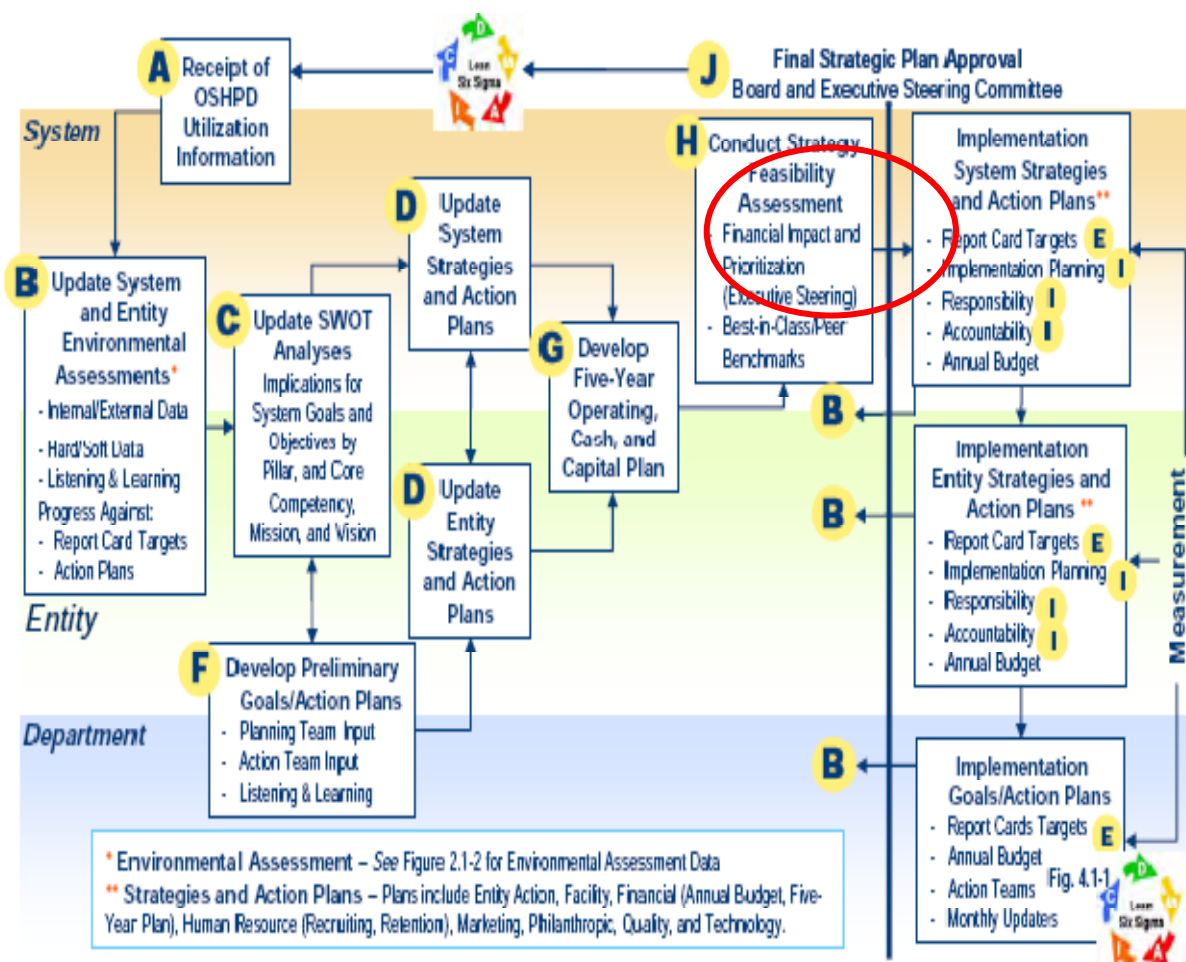 A
Receipt of
OSHPD
Utilization
Information
D
M
A
I
C
Lean
Six Sigma
J
Final Strategic Plan Approval
Board and Executive Steering Committee
System
H
Conduct Strategy
Feasibility
Assessment
- Financial Impact and
Prioritization
(Executive Steering)
- Best-in-Class/Peer
Benchmarks
Implementation
System Strategies
and Action Plans**
- Report Card Targets E
- Implementation Planning I
- Responsibility I
- Accountability I
- Annual Budget
B
D
Update
System
Strategies
and Action
Plans
B
Update System
and Entity
Environmental
Assessments*
- Internal/External Data
- Hard/Soft Data
- Listening & Learning
Progress Against:
- Report Card Targets
- Action Plans
C
Update SWOT
Analyses
Implications for
System Goals and
Objectives by
Pillar, and Core
Competency,
Mission, and Vision
G
Develop
Five-Year
Operating,
Cash, and
Capital Plan
D
Update
Entity
Strategies
and Action
Plans
B
Implementation
Entity Strategies and
Action Plans **
- Report Card Targets E
- Implementation Planning I
- Responsibility I
- Accountability I
- Annual Budget
Measurement
Entity
F
Develop Preliminary
Goals/Action Plans
- Planning Team Input
- Action Team Input
- Listening & Learning
Department
B
Implementation
Goals/Action Plans
- Report Cards Targets E
- Annual Budget
- Action Teams
- Monthly Updaters
Fig. 4.1-1
D
M
A
I
C
Lean
Six Sigma
* Environmental Assessment – See Figure 2.1-2 for Environmental Assessment Data
** Strategies and Action Plans – Plans include Entity Action, Facility, Financial (Annual Budget, Five-
Year Plan), Human Resource (Recruiting, Retention), Marketing, Philanthropic, Quality, and Technology.